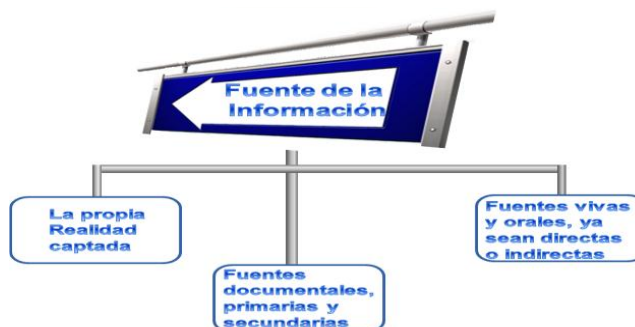 Fuente de la
Información
La propia
Realidad
captada
Fuentes
documentales,
primarias y
secundarias
Fuentes vivas
y orales, ya
sean directas
o indirectas